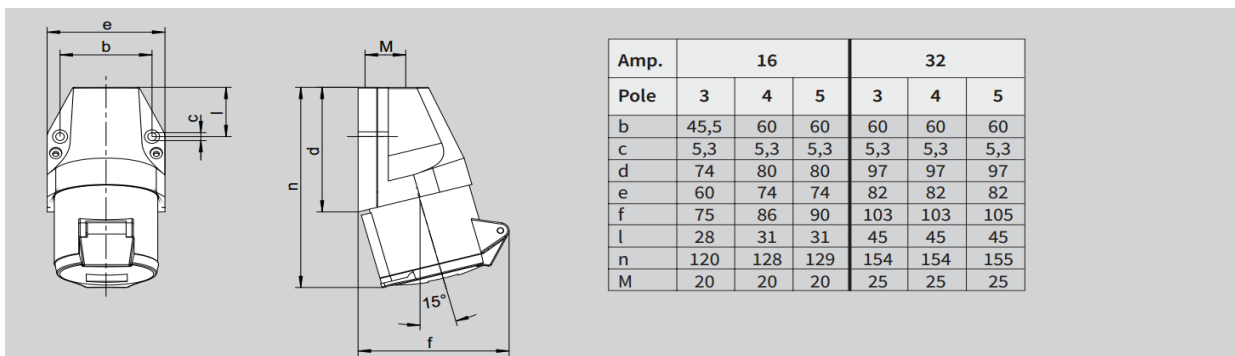 e
b
M
c
l
d
n
15°
f
Amp. 16 32
Pole 3 4 5 3 4 5
b 45,5 60 60 60 60 60
c 5,3 5,3 5,3 5,3 5,3 5,3
d 74 80 80 97 97 97
e 60 74 74 82 82 82
f 75 86 90 103 103 105
l 28 31 31 45 45 45
n 120 128 129 154 154 155
M 20 20 20 25 25 25